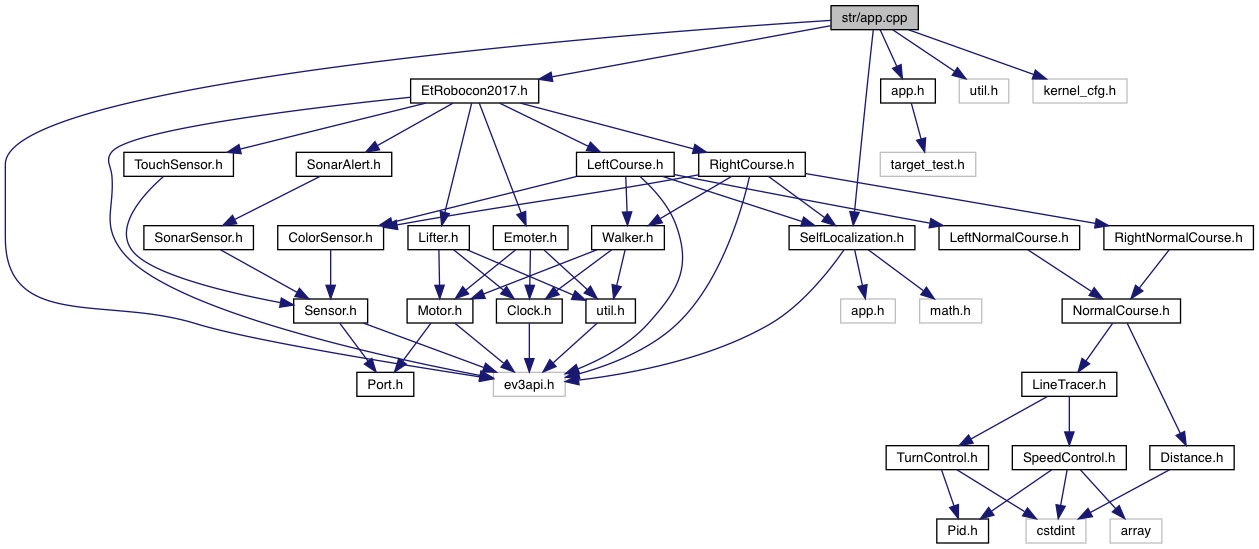 str/app.cpp
EtRobocon2017.h
app.h
util.h
kernel_cfg.h
TouchSensor.h
SonarAlert.h
LeftCourse.h
RightCourse.h
target_test.h
SonarSensor.h
ColorSensor.h
Lifter.h
Emoter.h
Walker.h
SelfLocalization.h
LeftNormalCourse.h
RightNormalCourse.h
Sensor.h
Motor.h
Clock.h
util.h
app.h
math.h
NormalCourse.h
Port.h
ev3api.h
LineTracer.h
TurnControl.h
SpeedControl.h
Distance.h
Pid.h
cstdint
array